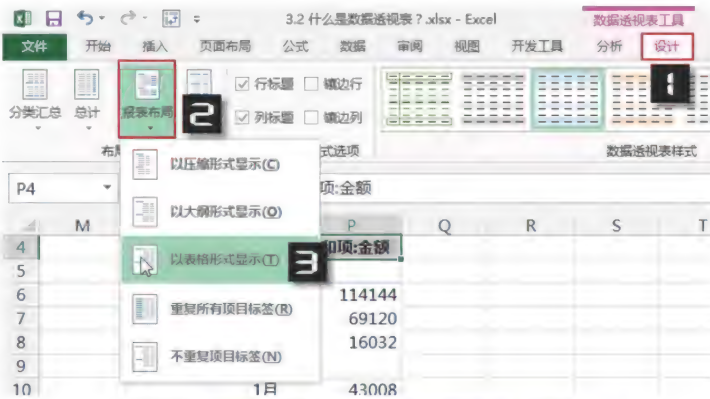 3.2 什么是数据透视表?.xlsx - Excel
数据透视表工具
文件 开始 插入 页面布局 公式 数据 审阅 视图 开发工具 分析 设计
1
分类汇总 总计 报表布局
2
行标题 镶边行
列标题 镶边列
式选项
数据透视表样式
P4
项:金额
以压缩形式显示(C)
以大纲形式显示(O)
以表格形式显示(T)
3
重复所有项目标签(R)
不重复项目标签(N)
M P Q R S T
4 和项:金额
5
6 114144
7 69120
8 16032
9
10 1月 43008